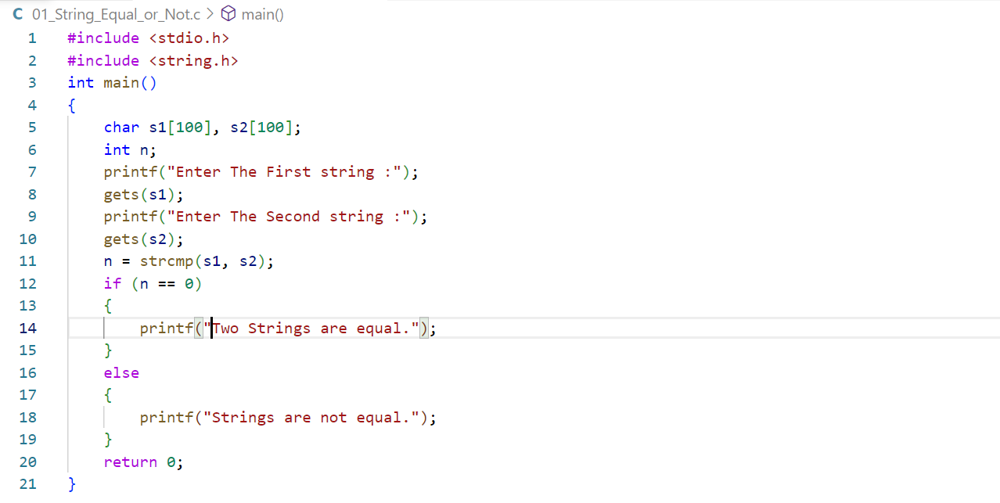 C 01_String_Equal_or_Not.c > main()
1 #include <stdio.h>
2 #include <string.h>
3 int main()
4 {
5     char s1[100], s2[100];
6     int n;
7     printf("Enter The First string :");
8     gets(s1);
9     printf("Enter The Second string :");
10     gets(s2);
11     n = strcmp(s1, s2);
12     if (n == 0)
13     {
14         printf("Two Strings are equal.");
15     }
16     else
17     {
18         printf("Strings are not equal.");
19     }
20     return 0;
21 }